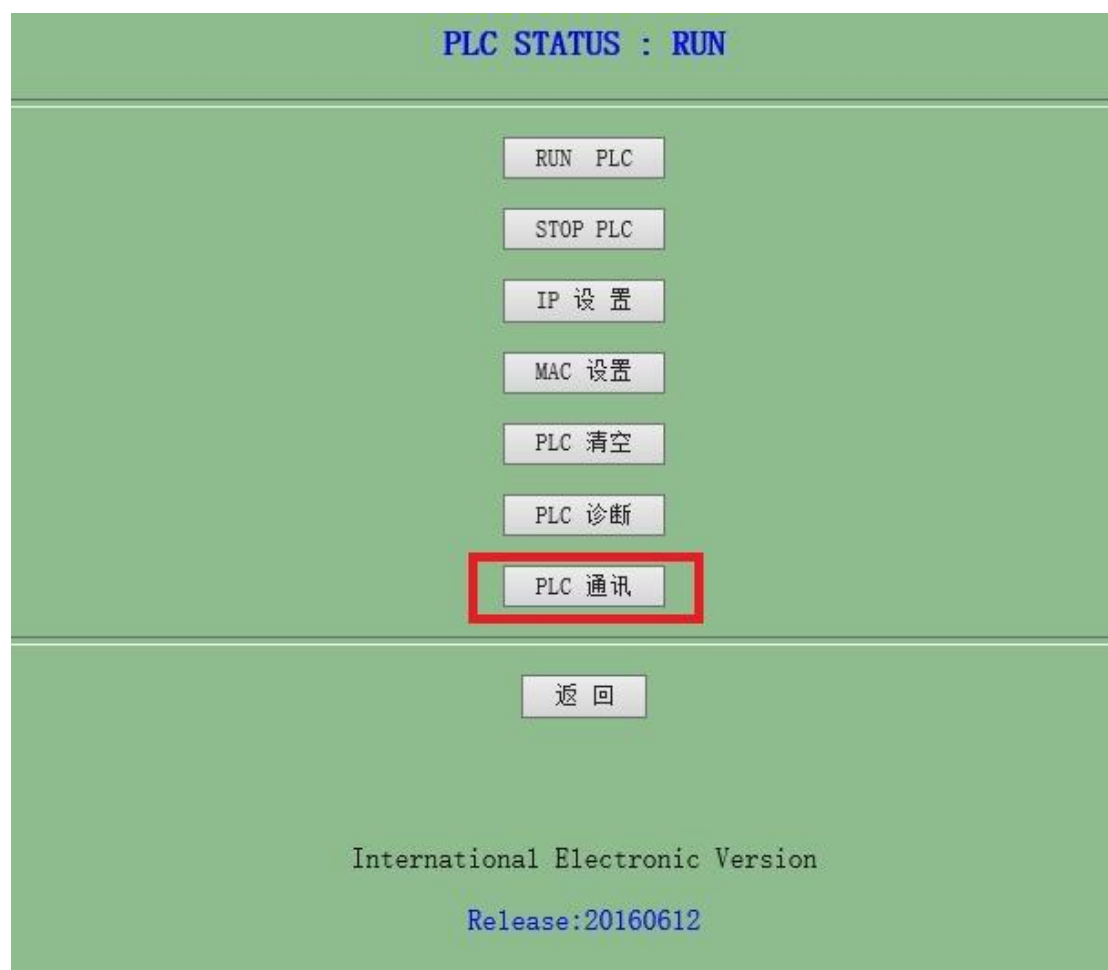 PLC STATUS : RUN
RUN PLC
STOP PLC
IP 设 置
MAC 设置
PLC 清空
PLC 诊断
PLC 通讯
返 回
International Electronic Version
Release:20160612